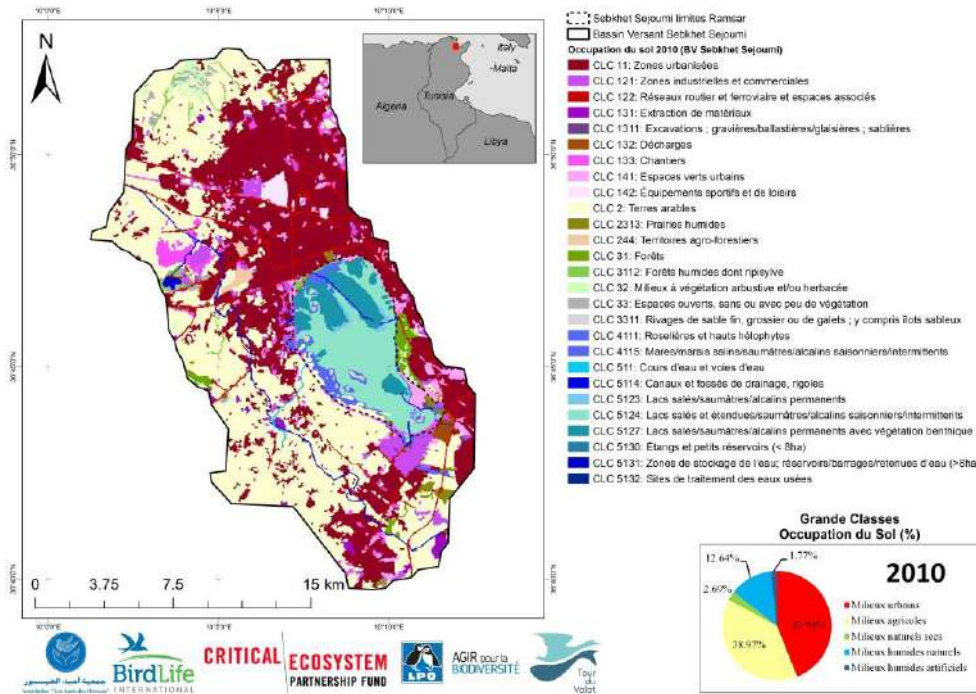 N
Italy
Malta
Algeria
Tunisia
Libya
0 3.75 7.5 15 km
Sebkhet Sejoumi limites Ramsar
Bassin Versant Sebkhet Sejoumi
Occupation du sol 2010 (BV Sebkhet Sejoumi)
CLC 11: Zones urbanisées
CLC 121: Zones industrielles et commerciales
CLC 122: Réseaux routier et ferroviaire et espaces associés
CLC 131: Extraction de matériaux
CLC 1311: Excavations ; gravières/ballastières/glaisières ; sablières
CLC 132: Décharges
CLC 133: Chantiers
CLC 141: Espaces verts urbains
CLC 142: Équipements sportifs et de loisirs
CLC 2: Terres arables
CLC 2313: Prairies humides
CLC 244: Territoires agro-forestiers
CLC 31: Forêts
CLC 3112: Forêts humides dont ripisylve
CLC 32: Milieux à végétation arbustive et/ou herbacée
CLC 33: Espaces ouverts, sans ou avec peu de végétation
CLC 3311: Rivages de sable fin, grossier ou de galets ; y compris îlots sableux
CLC 4111: Roselières et hauts hélophytes
CLC 4115: Mares/marais salins/saumâtres/alcalins saisonniers/intermittents
CLC 511: Cours d'eau et voies d'eau
CLC 5114: Canaux et fossés de drainage, rigoles
CLC 5123: Lacs salés/saumâtres/alcalins permanents
CLC 5124: Lacs salés et étendues/saumâtres/alcalins saisonniers/intermittents
CLC 5127: Lacs salés/saumâtres/alcalins permanents avec végétation benthique
CLC 5130: Étangs et petits réservoirs (< 8ha)
CLC 5131: Zones de stockage de l'eau; réservoirs/barrages/retenues d'eau (>8ha
CLC 5132: Sites de traitement des eaux usées
Grande Classes
Occupation du Sol (%)
2010
12.64%
1.77%
2.69%
38.97%
Milieux urbains
Milieux agricoles
Milieux naturels secs
Milieux humides naturels
Milieux humides artificiels
BirdLife
INTERNATIONAL
CRITICAL ECOSYSTEM
PARTNERSHIP FUND
LPO
AGIR pour la
BIODIVERSITÉ
Tour
du
Valat